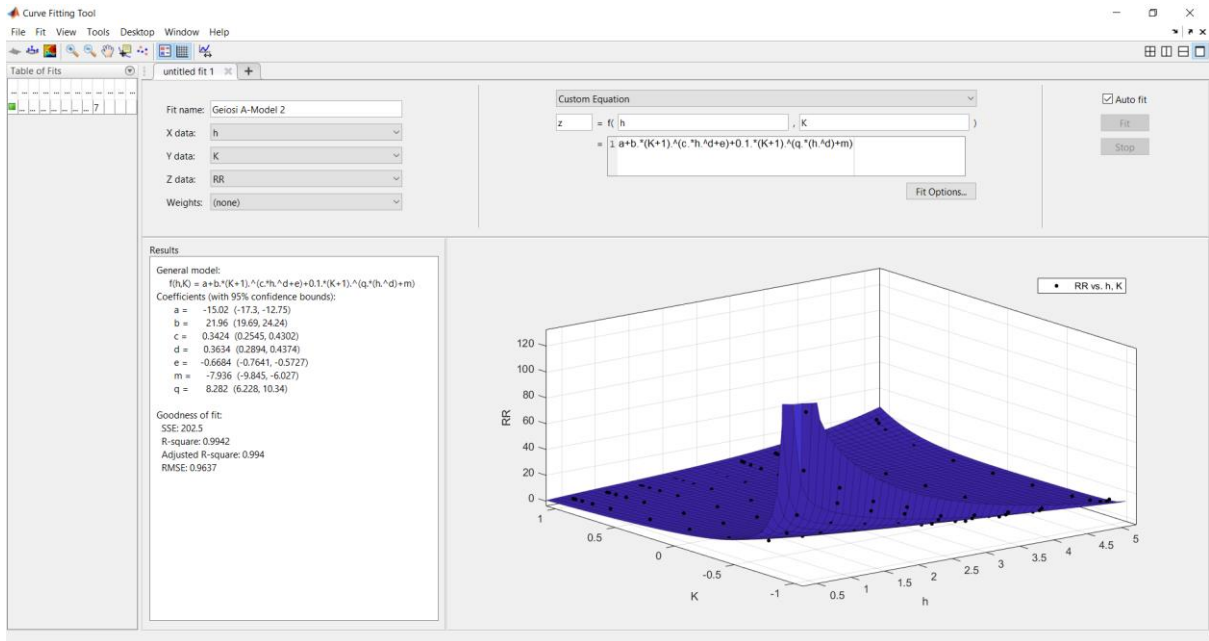 Curve Fitting Tool
File Fit View Tools Desktop Window Help
Table of Fits
untitled fit 1
7
Fit name: Geiosi A-Model 2
X data: h
Y data: K
Z data: RR
Weights: (none)
Custom Equation
z = f( h , K )
= 1 a+b.*(K+1).^(c.*h.^d+e)+0.1.*(K+1).^(q.*(h.^d)+m)
Fit Options...
Auto fit
Fit
Stop
Results
General model:
f(h,K) = a+b.*(K+1).^(c.*h.^d+e)+0.1.*(K+1).^(q.*(h.^d)+m)
Coefficients (with 95% confidence bounds):
a = -15.02 (-17.3, -12.75)
b = 21.96 (19.69, 24.24)
c = 0.3424 (0.2545, 0.4302)
d = 0.3634 (0.2894, 0.4374)
e = -0.6684 (-0.7641, -0.5727)
m = -7.936 (-9.845, -6.027)
q = 8.282 (6.228, 10.34)
Goodness of fit:
SSE: 202.5
R-square: 0.9942
Adjusted R-square: 0.994
RMSE: 0.9637
RR vs. h, K
120
100
80
60
40
20
0
RR
1
0.5
0
-0.5
-1
K
0.5
1
1.5
2
2.5
3
3.5
4
4.5
5
h